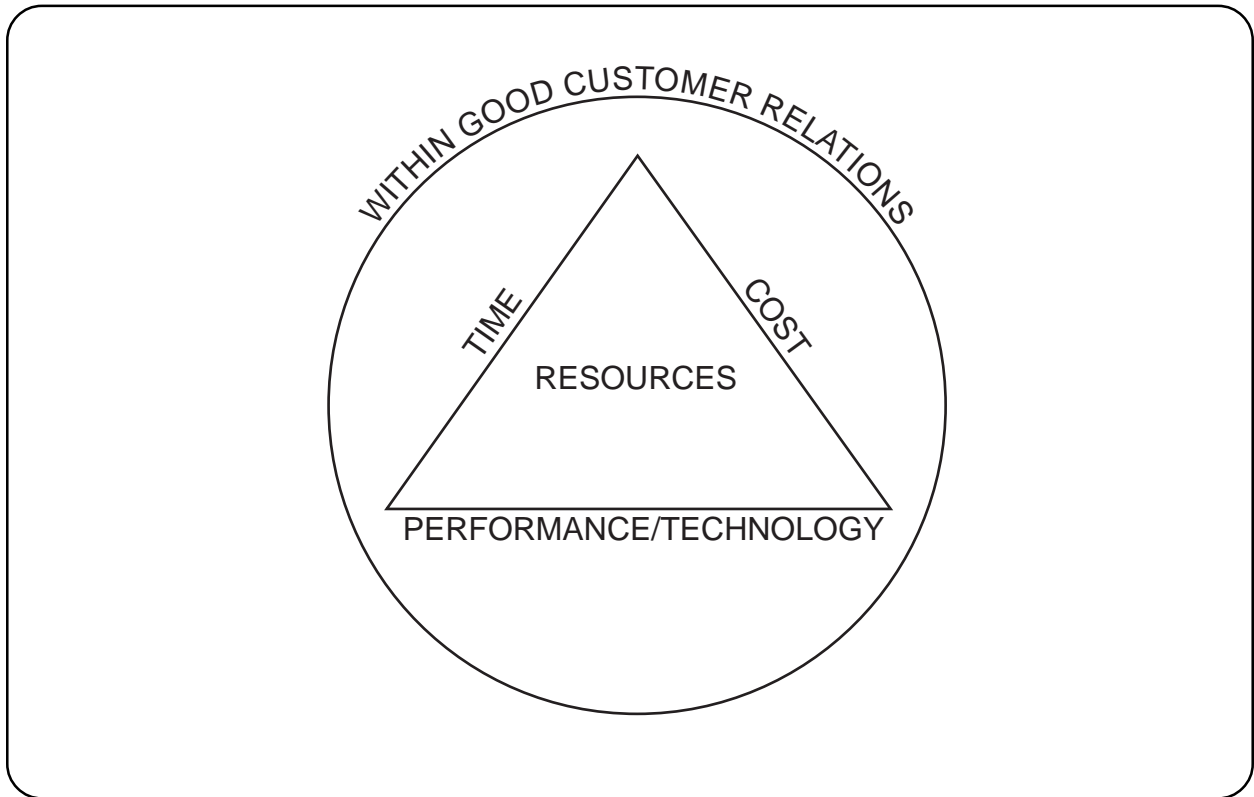 WITHIN GOOD CUSTOMER RELATIONS
TIME
COST
RESOURCES
PERFORMANCE/TECHNOLOGY